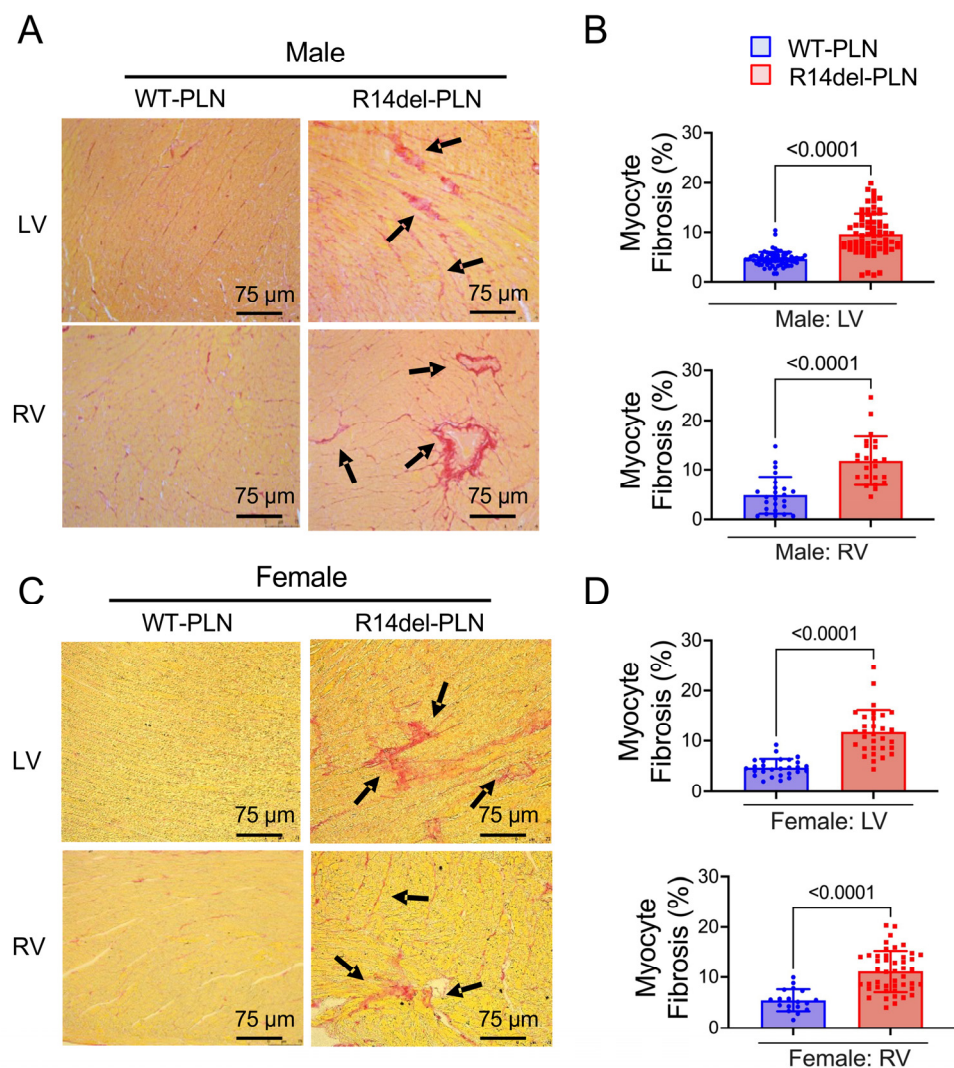 A
Male
WT-PLN R14del-PLN
LV
75 µm 75 µm
RV
75 µm 75 µm
B
WT-PLN
R14del-PLN
Myocyte
Fibrosis (%)
30
20
10
0
<0.0001
Male: LV
Myocyte
Fibrosis (%)
30
20
10
0
<0.0001
Male: RV
C
Female
WT-PLN R14del-PLN
LV
75 µm 75 µm
RV
75 µm 75 µm
D
Myocyte
Fibrosis (%)
30
20
10
0
<0.0001
Female: LV
Myocyte
Fibrosis (%)
30
20
10
0
<0.0001
Female: RV